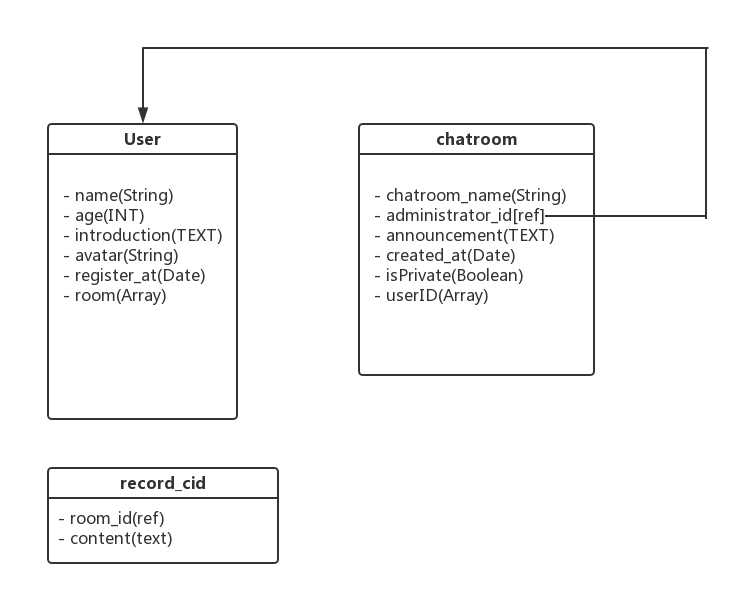 User
- name(String)
- age(INT)
- introduction(TEXT)
- avatar(String)
- register_at(Date)
- room(Array)
chatroom
- chatroom_name(String)
- administrator_id[ref]
- announcement(TEXT)
- created_at(Date)
- isPrivate(Boolean)
- userID(Array)
record_cid
- room_id(ref)
- content(text)